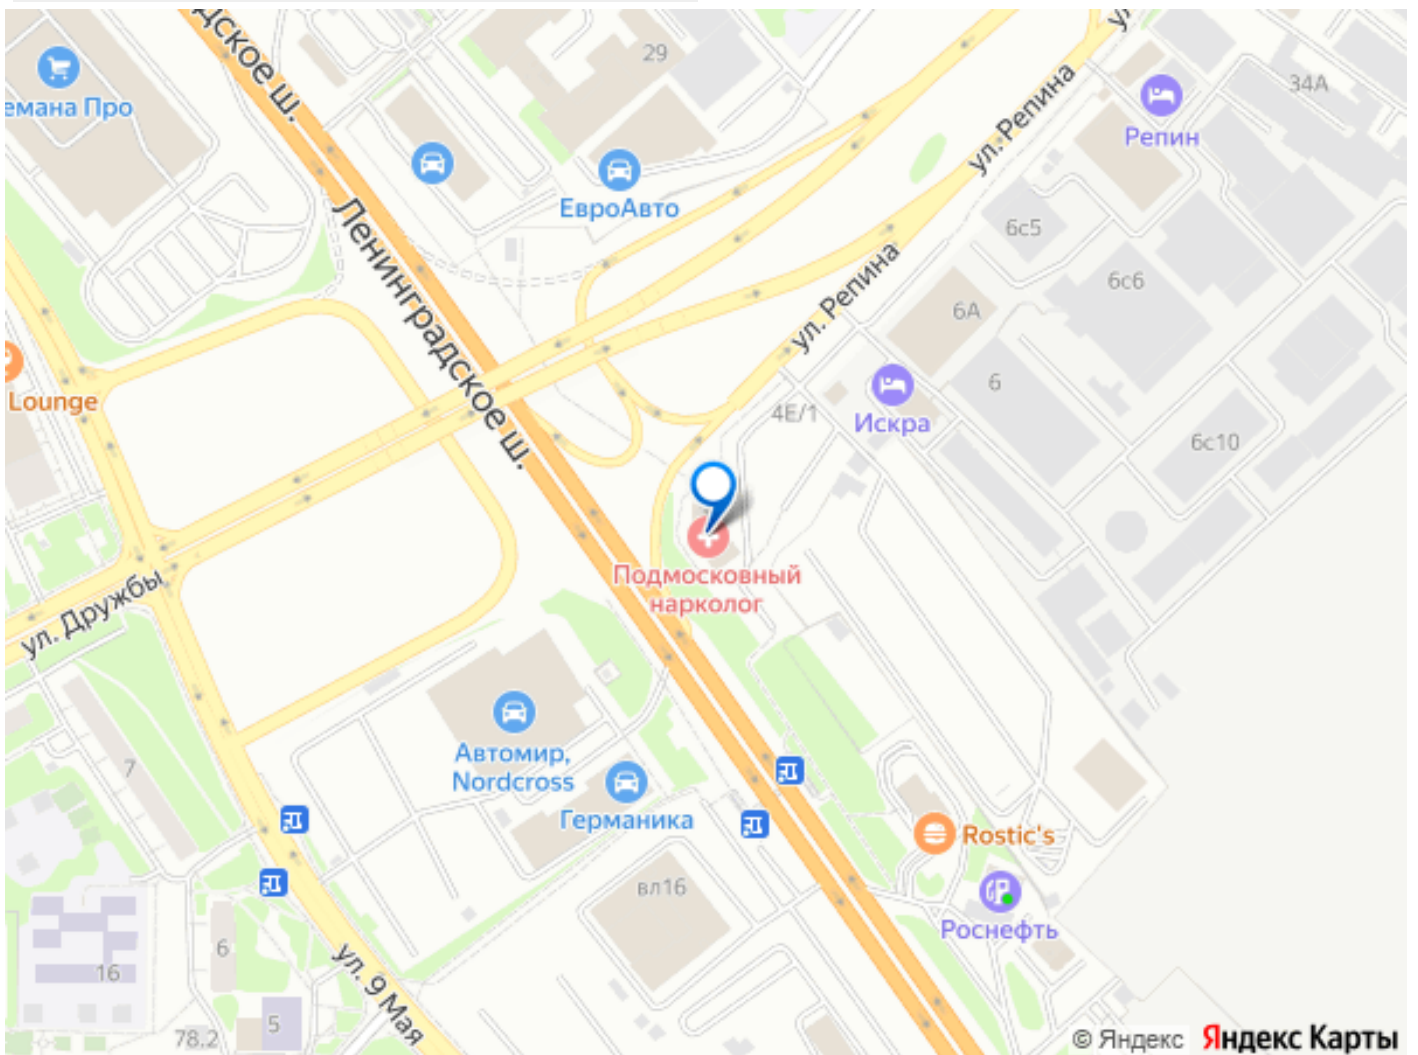 29
34А
емана Про
Репин
ул. Репина
ЕвроАвто
Ленинградское ш.
6с5
6с6
ул. Репина
6А
Lounge
6
4Е/1
Искра
6с10
ул. Дружбы
Подмосковный
нарколог
7
Автомир,
Nordcross
Германика
Rostic's
вл16
Роснефть
6
16
ул. 9 Мая
5
78.2
© Яндекс Яндекс Карты